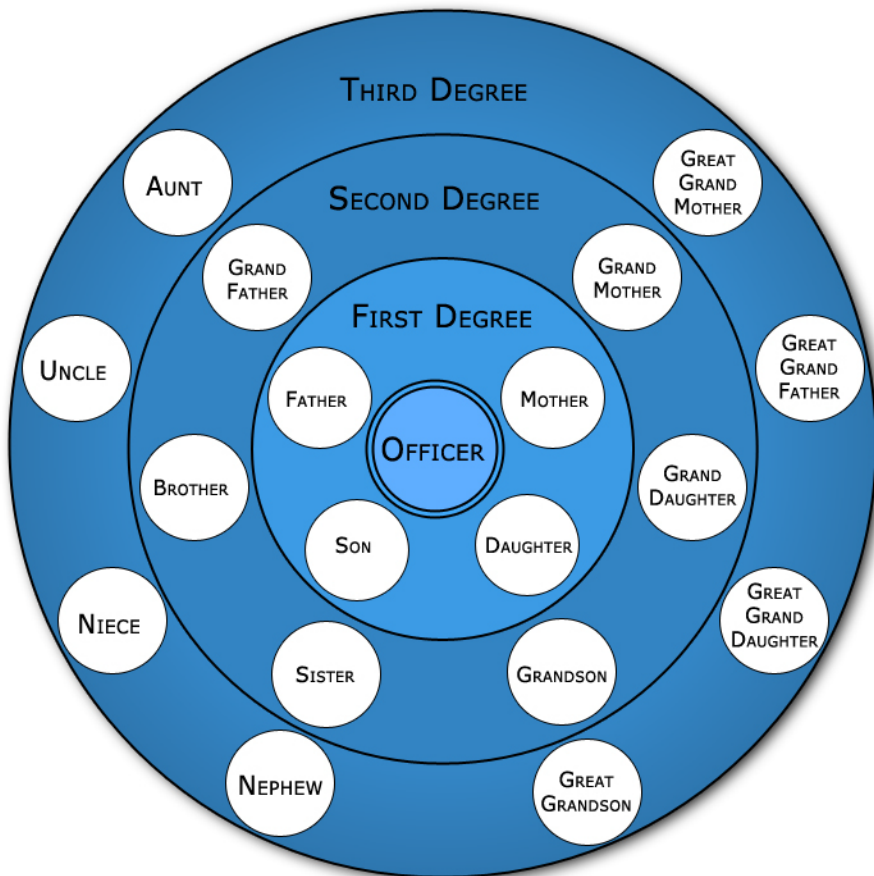 Third Degree
Aunt
Great
Grand
Mother
Second Degree
Grand
Father
Grand
Mother
First Degree
Uncle
Great
Grand
Father
Father
Mother
Officer
Brother
Grand
Daughter
Son
Daughter
Niece
Great
Grand
Daughter
Sister
Grandson
Nephew
Great
Grandson